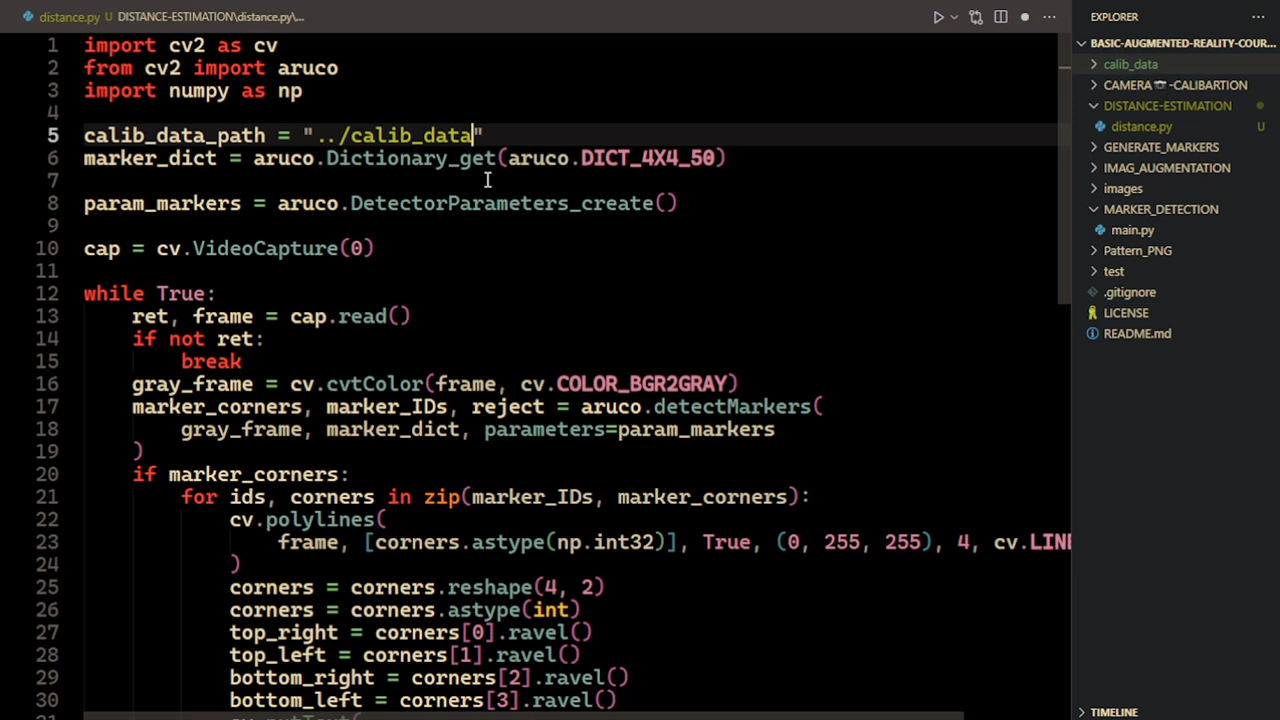 distance.py DISTANCE-ESTIMATION\distance.py\...
1 import cv2 as cv
2 from cv2 import aruco
3 import numpy as np
4
5 calib_data_path = "../calib_data"
6 marker_dict = aruco.Dictionary_get(aruco.DICT_4X4_50)
7
8 param_markers = aruco.DetectorParameters_create()
9
10 cap = cv.VideoCapture(0)
11
12 while True:
13 ret, frame = cap.read()
14 if not ret:
15 break
16 gray_frame = cv.cvtColor(frame, cv.COLOR_BGR2GRAY)
17 marker_corners, marker_IDs, reject = aruco.detectMarkers(
18 gray_frame, marker_dict, parameters=param_markers
19 )
20 if marker_corners:
21 for ids, corners in zip(marker_IDs, marker_corners):
22 cv.polylines(
23 frame, [corners.astype(np.int32)], True, (0, 255, 255), 4, cv.LINE
24 )
25 corners = corners.reshape(4, 2)
26 corners = corners.astype(int)
27 top_right = corners[0].ravel()
28 top_left = corners[1].ravel()
29 bottom_right = corners[2].ravel()
30 bottom_left = corners[3].ravel()
EXPLORER
BASIC-AUGMENTED-REALITY-COUR...
calib_data
CAMERA📷-CALIBARTION
DISTANCE-ESTIMATION
distance.py U
GENERATE_MARKERS
IMAG_AUGMENTATION
images
MARKER_DETECTION
main.py
Pattern_PNG
test
.gitignore
LICENSE
README.md
TIMELINE